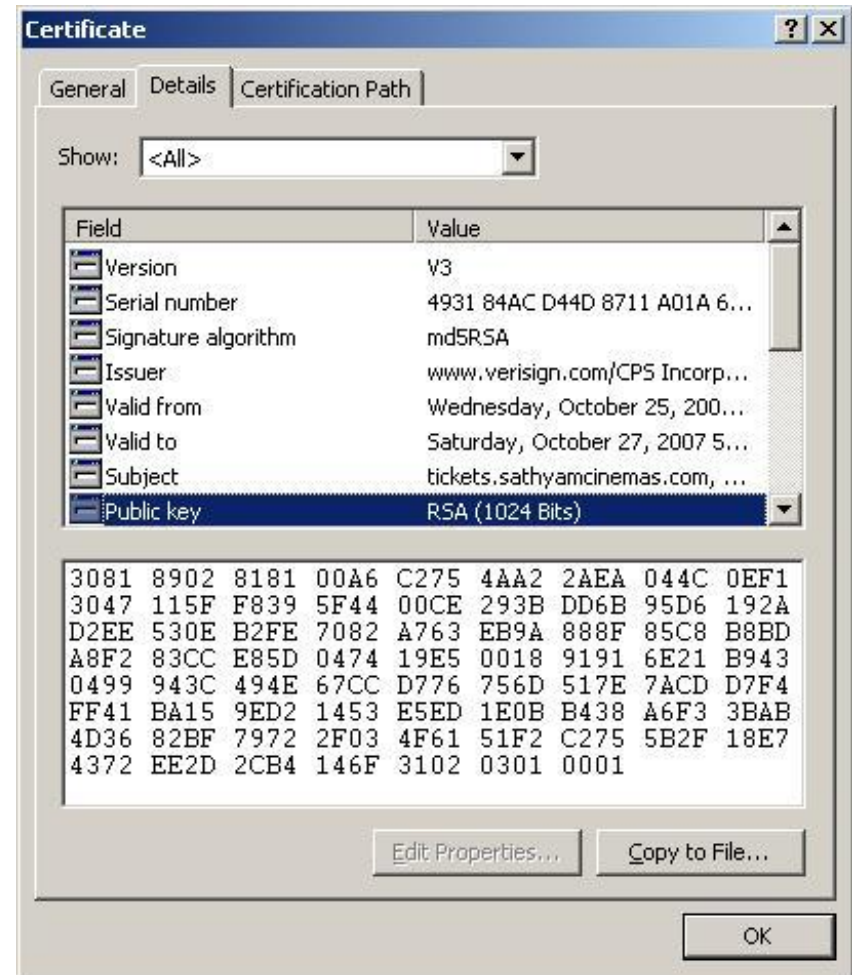 Certificate
General Details Certification Path
Show: <All>
Field Value
Version V3
Serial number 4931 84AC D44D 8711 A01A 6...
Signature algorithm md5RSA
Issuer www.verisign.com/CPS Incorp...
Valid from Wednesday, October 25, 200...
Valid to Saturday, October 27, 2007 5...
Subject tickets.sathyamcinemas.com, ...
Public key RSA (1024 Bits)
3081 8902 8181 00A6 C275 4AA2 2AEA 044C 0EF1
3047 115F F839 5F44 00CE 293B DD6B 95D6 192A
D2EE 530E B2FE 7082 A763 EB9A 888F 85C8 B8BD
A8F2 83CC E85D 0474 19E5 0018 9191 6E21 B943
0499 943C 494E 67CC D776 756D 517E 7ACD D7F4
FF41 BA15 9ED2 1453 E5ED 1E0B B438 A6F3 3BAB
4D36 82BF 7972 2F03 4F61 51F2 C275 5B2F 18E7
4372 EE2D 2CB4 146F 3102 0301 0001
Edit Properties... Copy to File...
OK